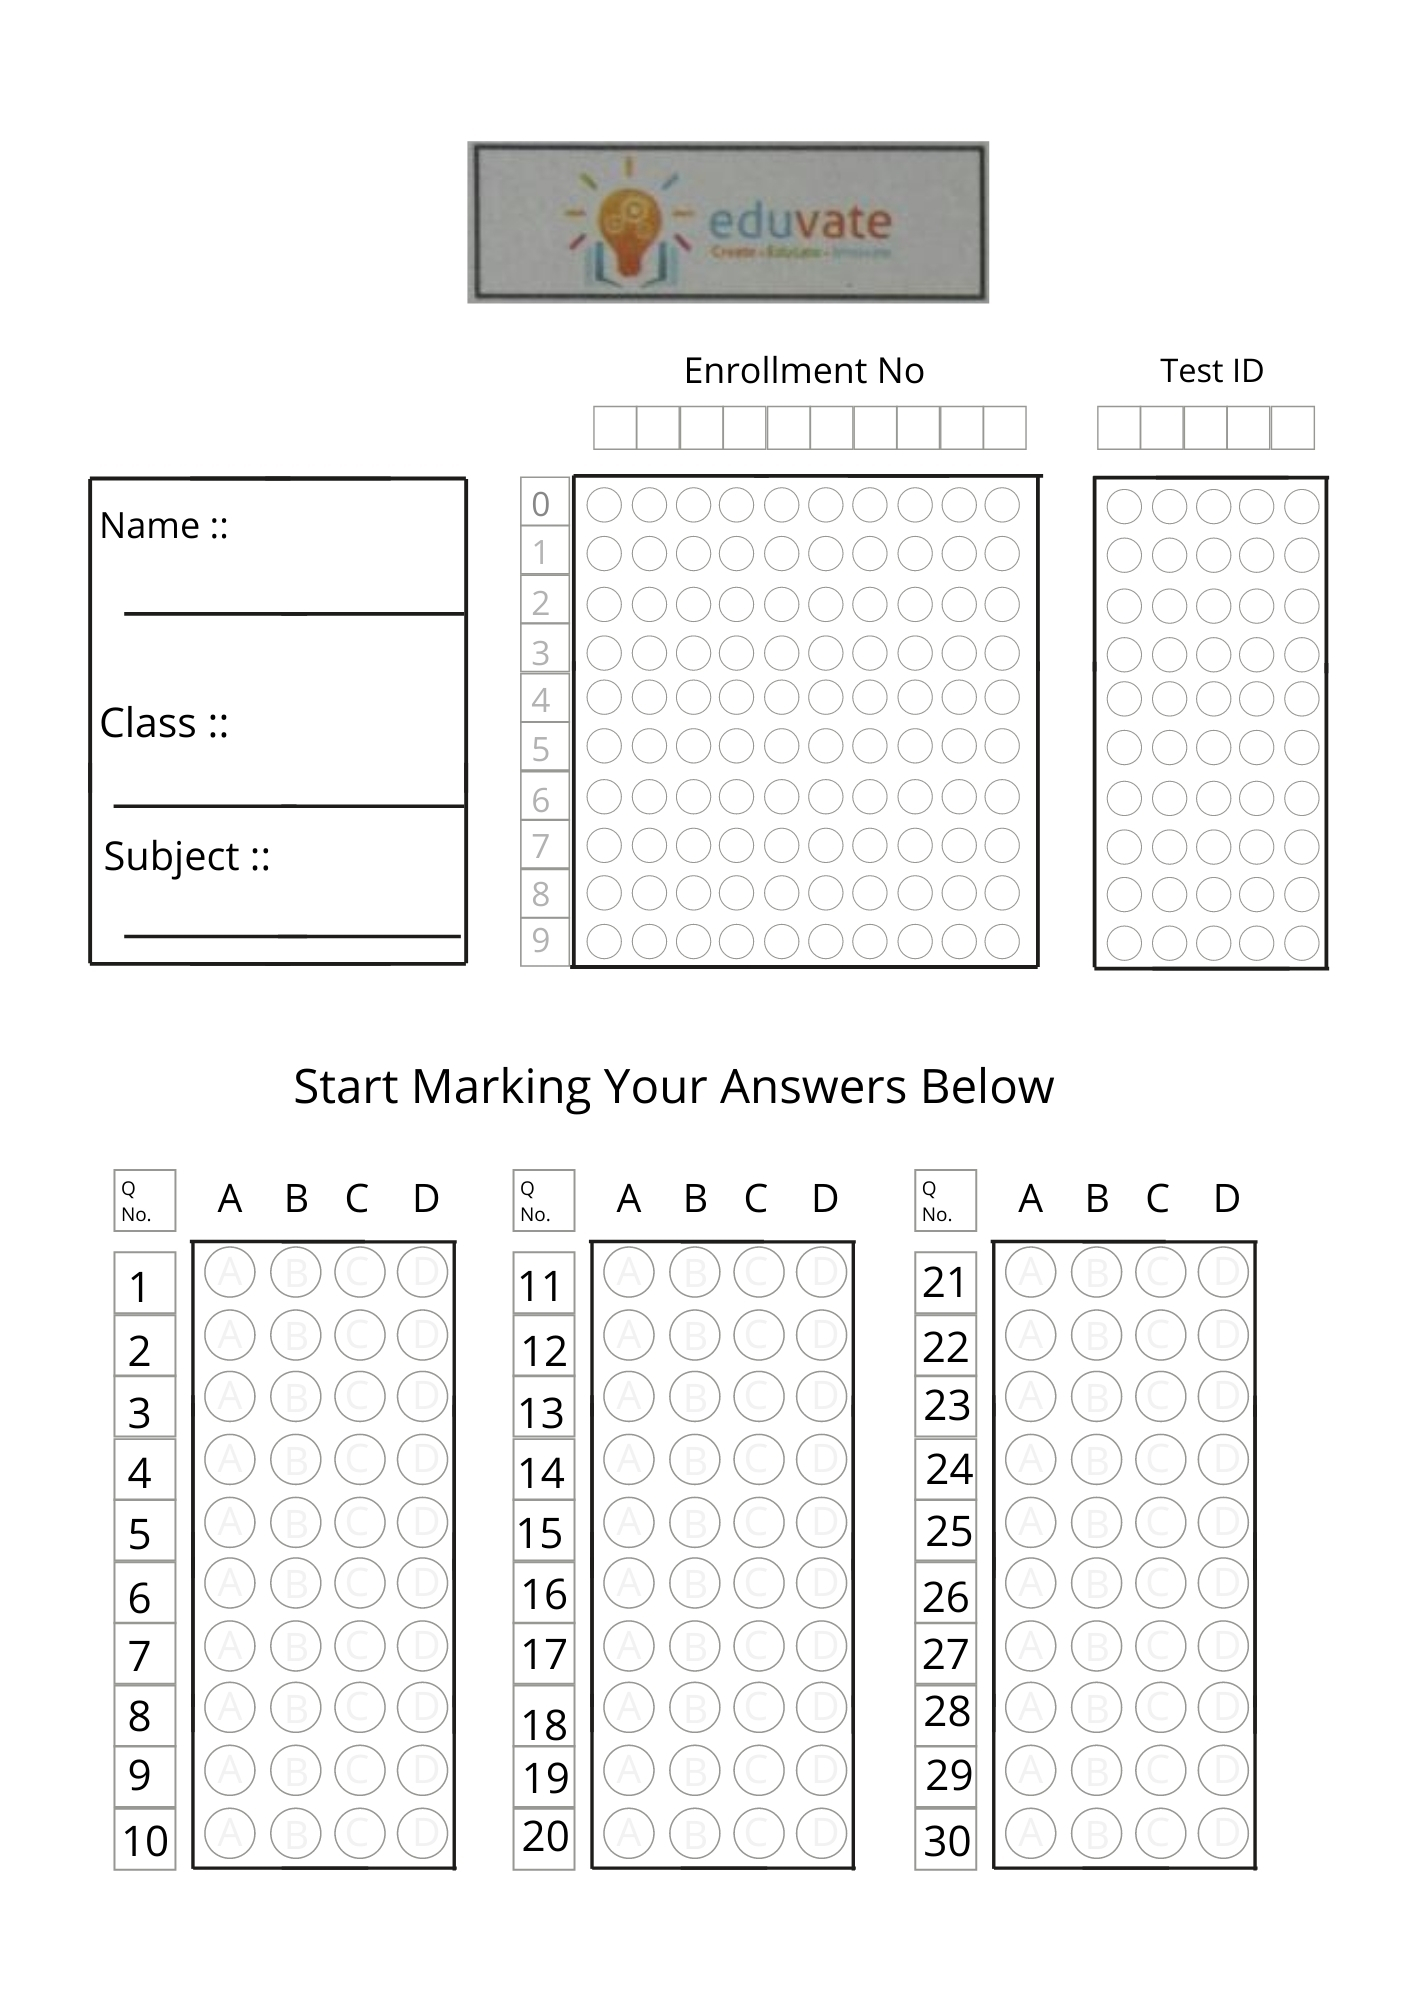 eduvate
Create - Educate - Innovate
Enrollment No
Test ID
Name ::
Class ::
Subject ::
0
1
2
3
4
5
6
7
8
9
Start Marking Your Answers Below
Q No. A B C D
1 A B C D
2 A B C D
3 A B C D
4 A B C D
5 A B C D
6 A B C D
7 A B C D
8 A B C D
9 A B C D
10 A B C D
Q No. A B C D
11 A B C D
12 A B C D
13 A B C D
14 A B C D
15 A B C D
16 A B C D
17 A B C D
18 A B C D
19 A B C D
20 A B C D
Q No. A B C D
21 A B C D
22 A B C D
23 A B C D
24 A B C D
25 A B C D
26 A B C D
27 A B C D
28 A B C D
29 A B C D
30 A B C D